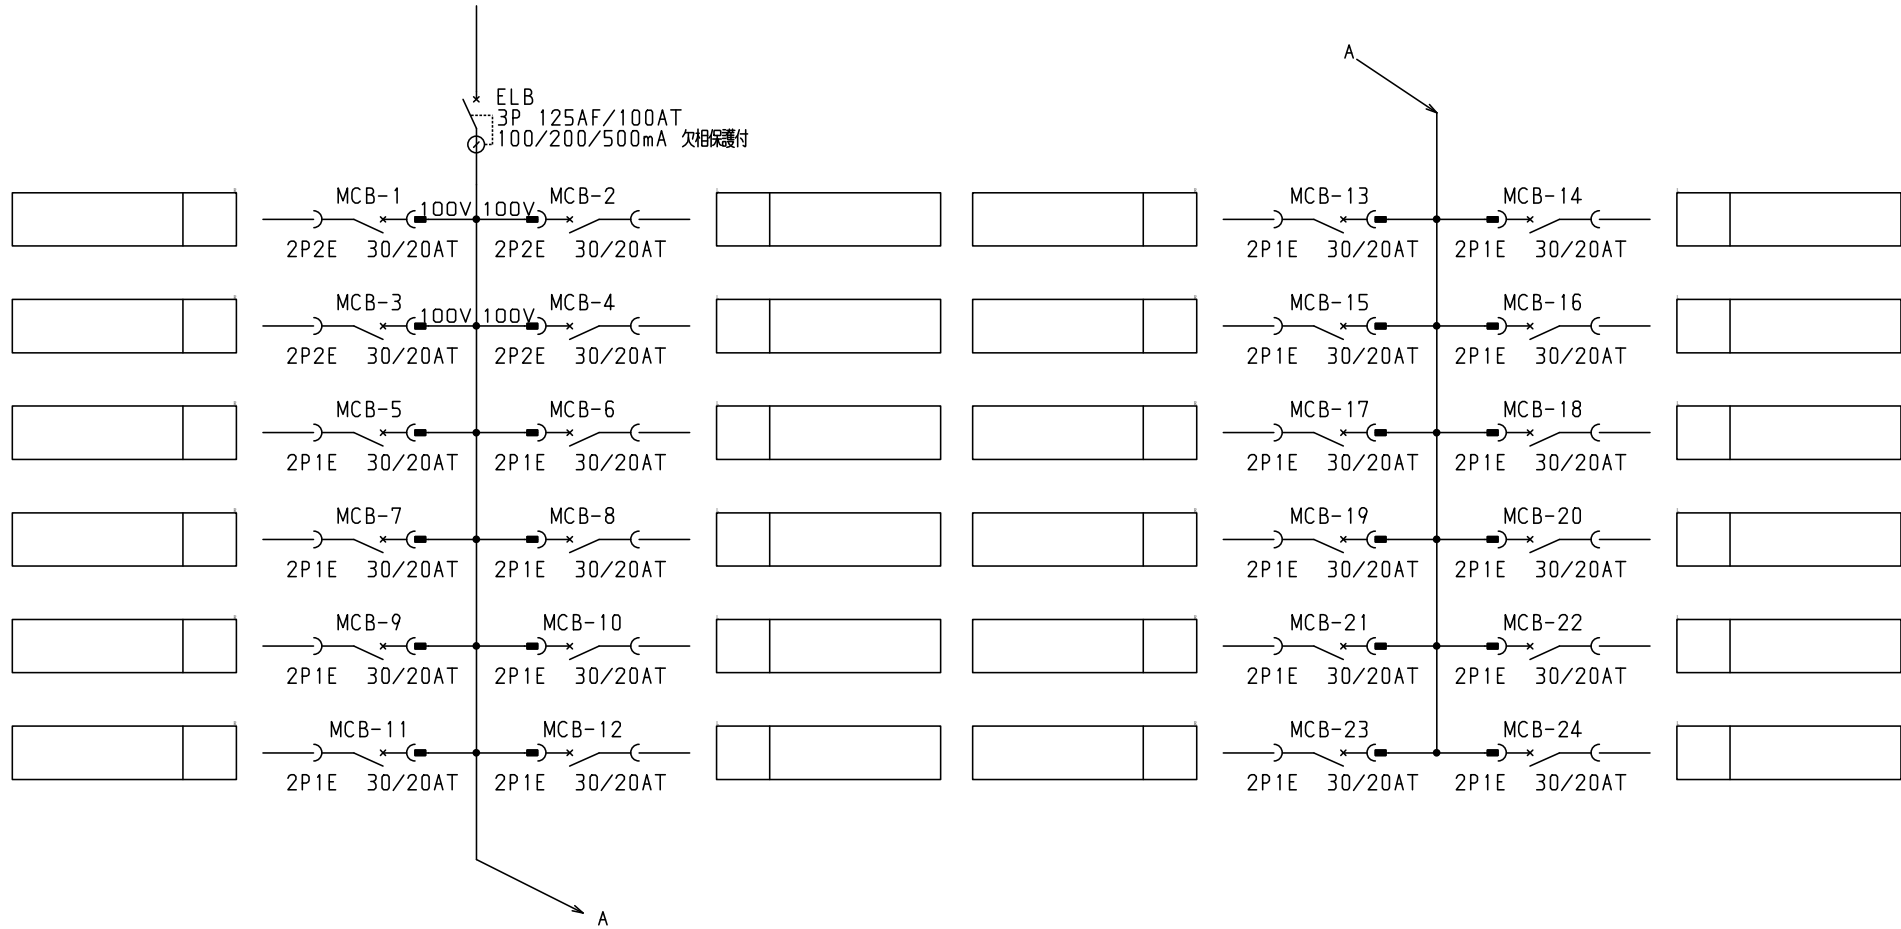 A
ELB
3P 125AF/100AT
100/200/500mA 欠相保護付
MCB-1 100V 100V MCB-2
2P2E 30/20AT 2P2E 30/20AT
MCB-3 100V 100V MCB-4
2P2E 30/20AT 2P2E 30/20AT
MCB-5 MCB-6
2P1E 30/20AT 2P1E 30/20AT
MCB-7 MCB-8
2P1E 30/20AT 2P1E 30/20AT
MCB-9 MCB-10
2P1E 30/20AT 2P1E 30/20AT
MCB-11 MCB-12
2P1E 30/20AT 2P1E 30/20AT
A
MCB-13 MCB-14
2P1E 30/20AT 2P1E 30/20AT
MCB-15 MCB-16
2P1E 30/20AT 2P1E 30/20AT
MCB-17 MCB-18
2P1E 30/20AT 2P1E 30/20AT
MCB-19 MCB-20
2P1E 30/20AT 2P1E 30/20AT
MCB-21 MCB-22
2P1E 30/20AT 2P1E 30/20AT
MCB-23 MCB-24
2P1E 30/20AT 2P1E 30/20AT